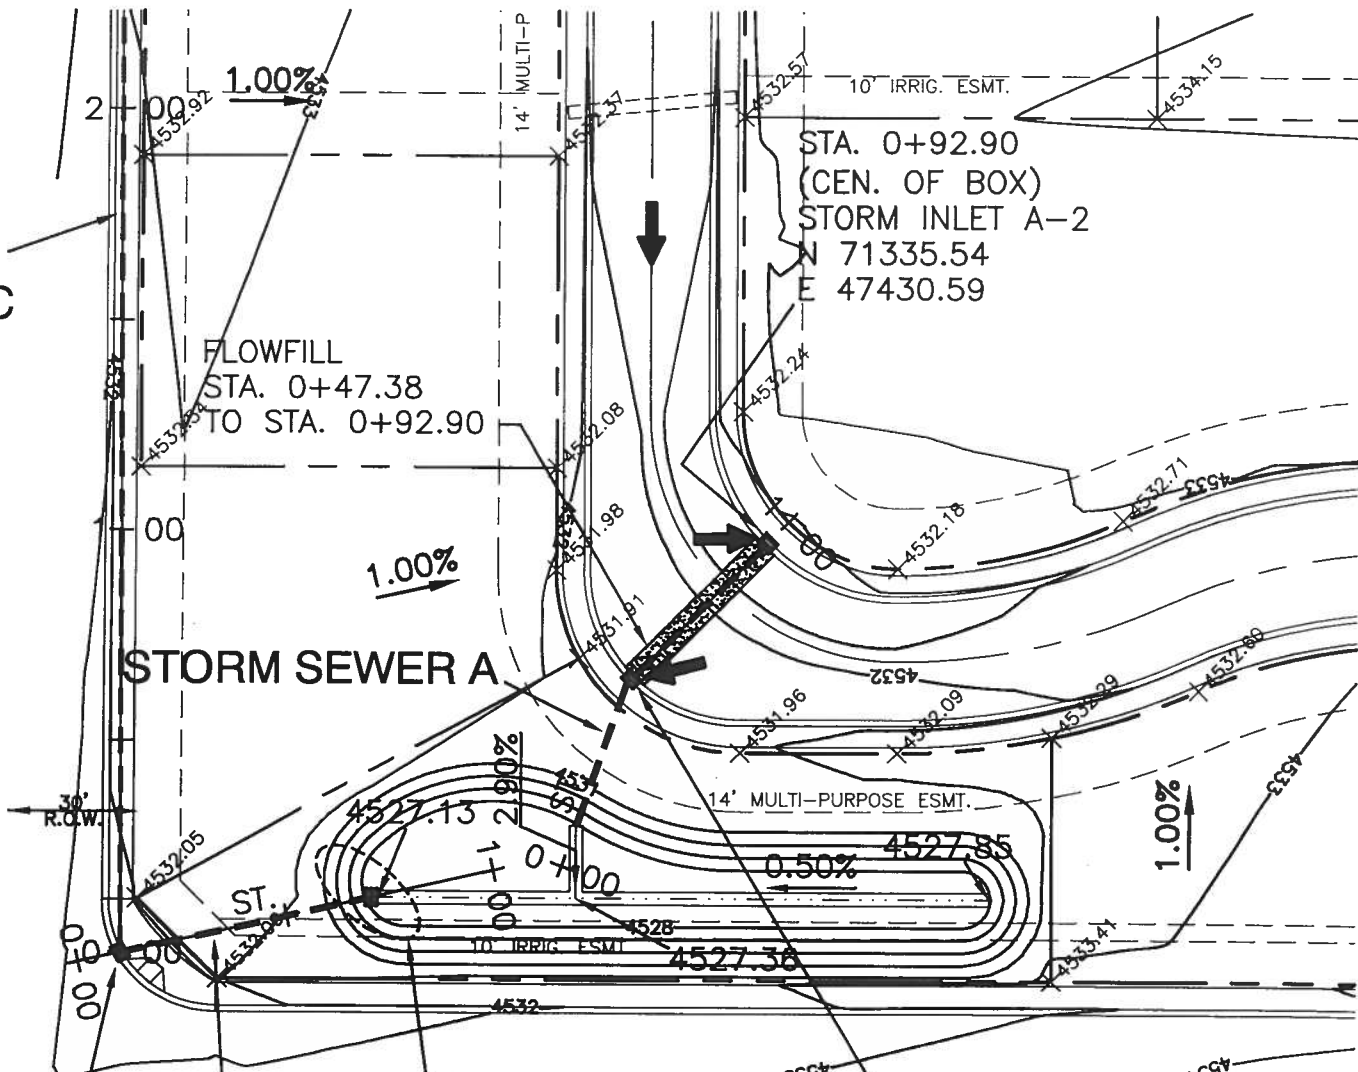 14' MULTI-P
1.00%
4533
4532.57
10' IRRIG. ESMT.
4534.15
2
00
4532.92
4532.37
STA. 0+92.90
(CEN. OF BOX)
STORM INLET A-2
N 71335.54
E 47430.59
C
FLOWFILL
STA. 0+47.38
TO STA. 0+92.90
4532
4532.24
4532.08
4532.71
4533
00
4531.98
1+00
4532.18
1.00%
4531.91
STORM SEWER A
4532
4532.60
4532.29
4531.96
4532.09
2.90%
4527.13
14' MULTI-PURPOSE ESMT.
4533
1.00%
30'
R.O.W.
4532.05
0+00
4527.85
0.50%
1+00
ST.
4528
10' IRRIG. ESMT.
4527.36
4533.41
00
4532